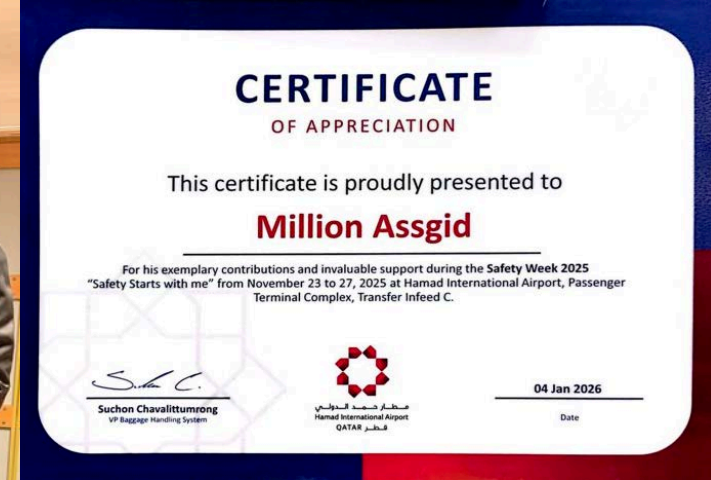 CERTIFICATE
OF APPRECIATION
This certificate is proudly presented to
Million Assgid
For his exemplary contributions and invaluable support during the Safety Week 2025
“Safety Starts with me” from November 23 to 27, 2025 at Hamad International Airport, Passenger
Terminal Complex, Transfer Infeed C.
Suchon Chavalittumrong
VP Baggage Handling System
مطار حمد الدولي
Hamad International Airport
QATAR قطر
04 Jan 2026
Date